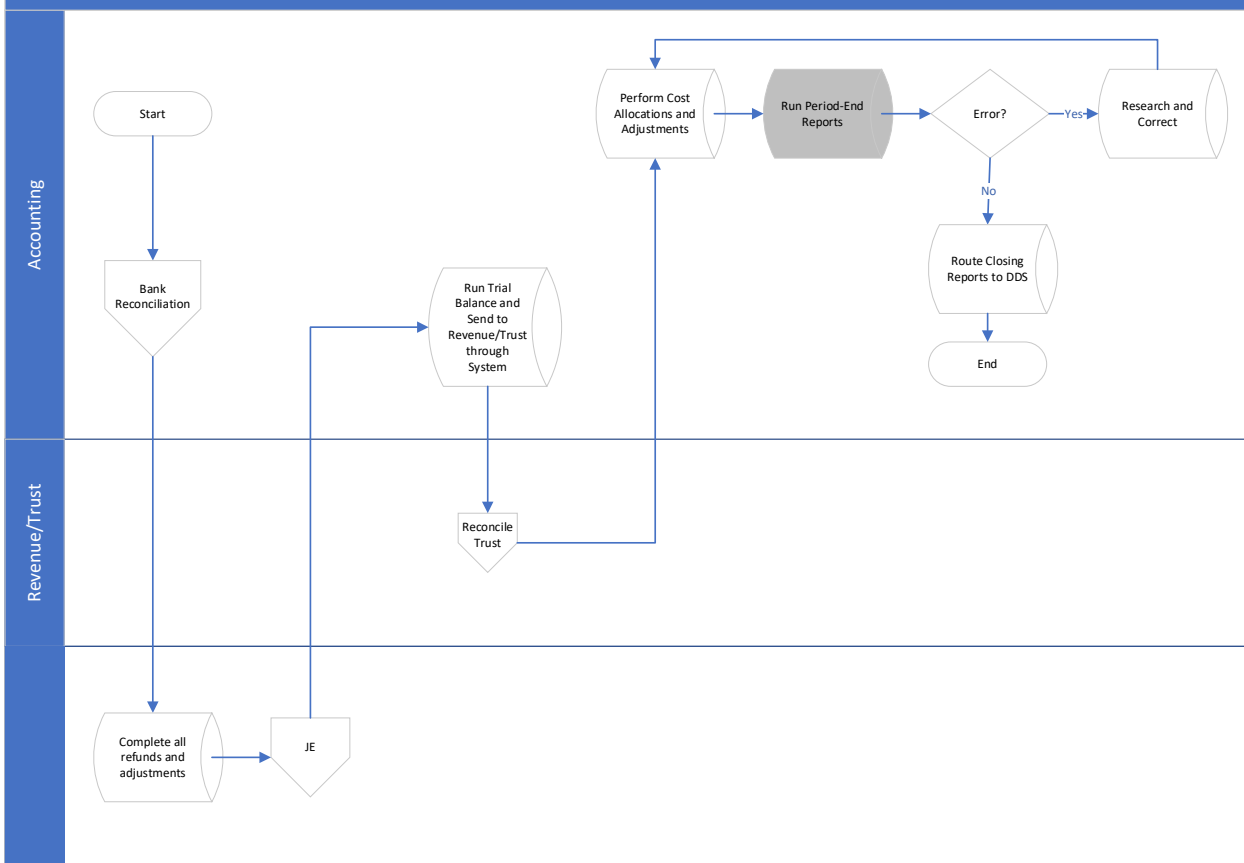 Accounting
Start
Bank
Reconciliation
Run Trial
Balance and
Send to
Revenue/Trust
through
System
Perform Cost
Allocations and
Adjustments
Run Period-End
Reports
Error?
Yes
Research and
Correct
No
Route Closing
Reports to DDS
End
Revenue/Trust
Reconcile
Trust
Complete all
refunds and
adjustments
JE